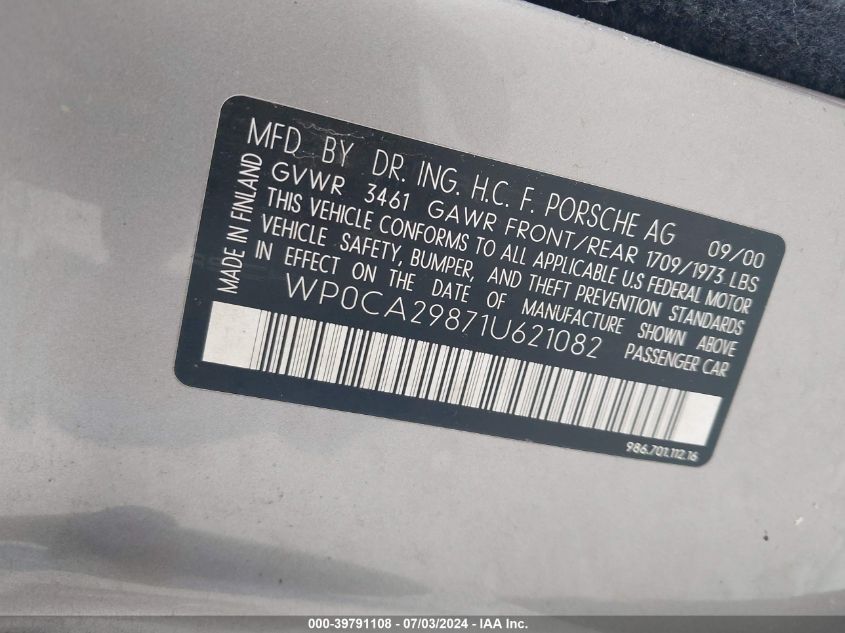 MFD. BY DR. ING. H.C. F. PORSCHE AG 09/00
GVWR 3461 GAWR FRONT/REAR 1709/1973 LBS
THIS VEHICLE CONFORMS TO ALL APPLICABLE U.S FEDERAL MOTOR
VEHICLE SAFETY, BUMPER, AND THEFT PREVENTION STANDARDS
IN EFFECT ON THE DATE OF MANUFACTURE SHOWN ABOVE
WP0CA29871U621082 PASSENGER CAR
MADE IN FINLAND
986.701.112.16
000-39791108 - 07/03/2024 - IAA Inc.